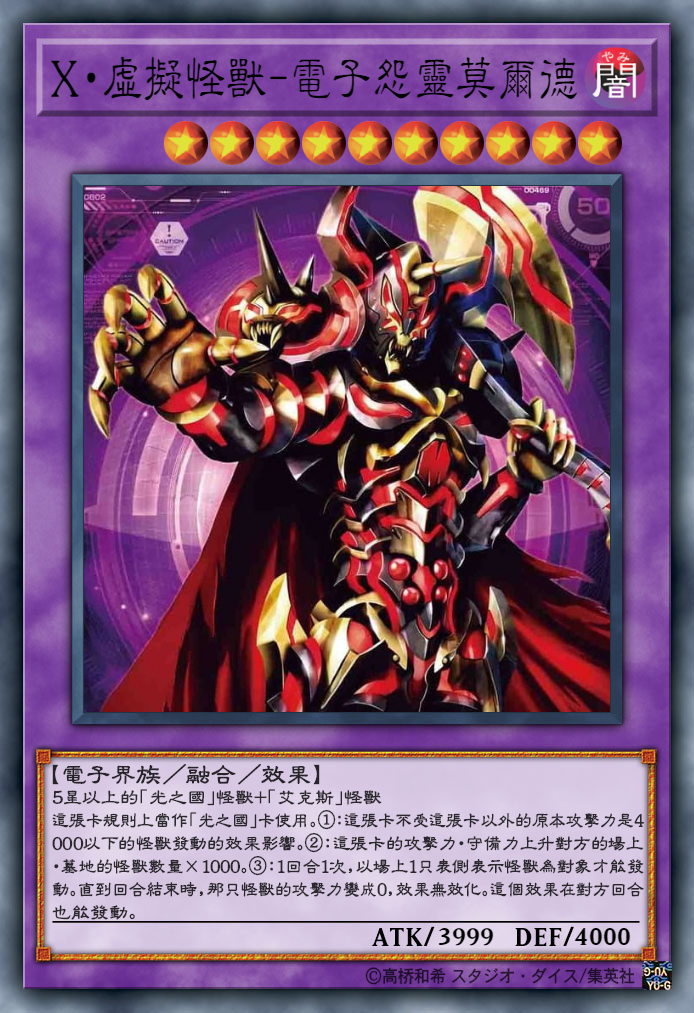 X・虛擬怪獸-電子怨靈莫爾德
やみ
闇
0802
00469
50
!
CAUTION
【電子界族／融合／效果】
5星以上的「光之國」怪獸+「艾克斯」怪獸
這張卡規則上當作「光之國」卡使用。①:這張卡不受這張卡以外的原本攻擊力是4
000以下的怪獸發動的效果影響。②:這張卡的攻擊力・守備力上升對方的場上
・墓地的怪獸數量×1000。③:1回合1次,以場上1只表側表示怪獸為對象才能發
動。直到回合結束時,那只怪獸的攻擊力變成0,效果無效化。這個效果在對方回合
也能發動。
ATK/3999 DEF/4000
©高桥和希 スタジオ・ダイス/集英社